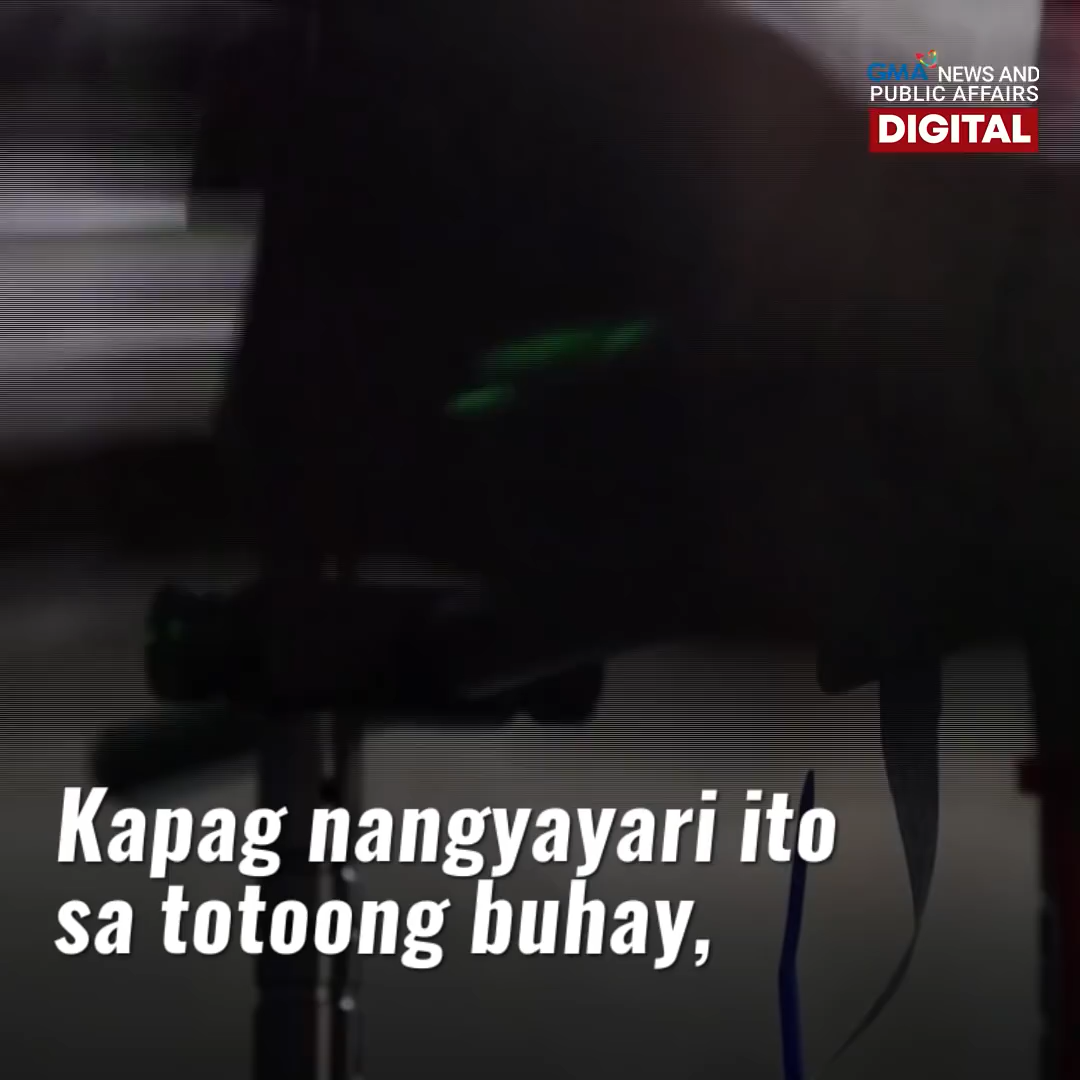 GMA NEWS AND
PUBLIC AFFAIRS
DIGITAL
Kapag nangyayari ito
sa totoong buhay,